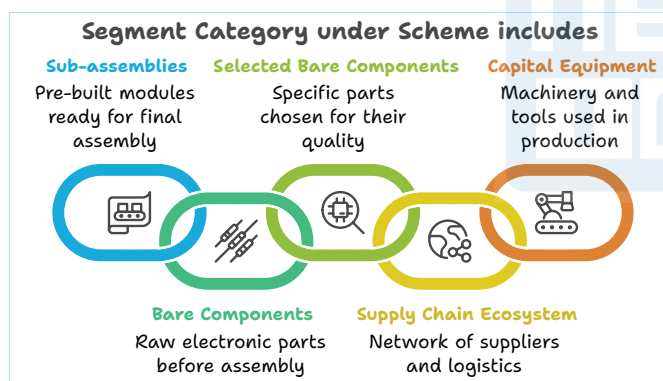 Segment Category under Scheme includes
Sub-assemblies
Pre-built modules
ready for final
assembly
Selected Bare Components
Specific parts
chosen for their
quality
Capital Equipment
Machinery and
tools used in
production
Bare Components
Raw electronic parts
before assembly
Supply Chain Ecosystem
Network of suppliers
and logistics